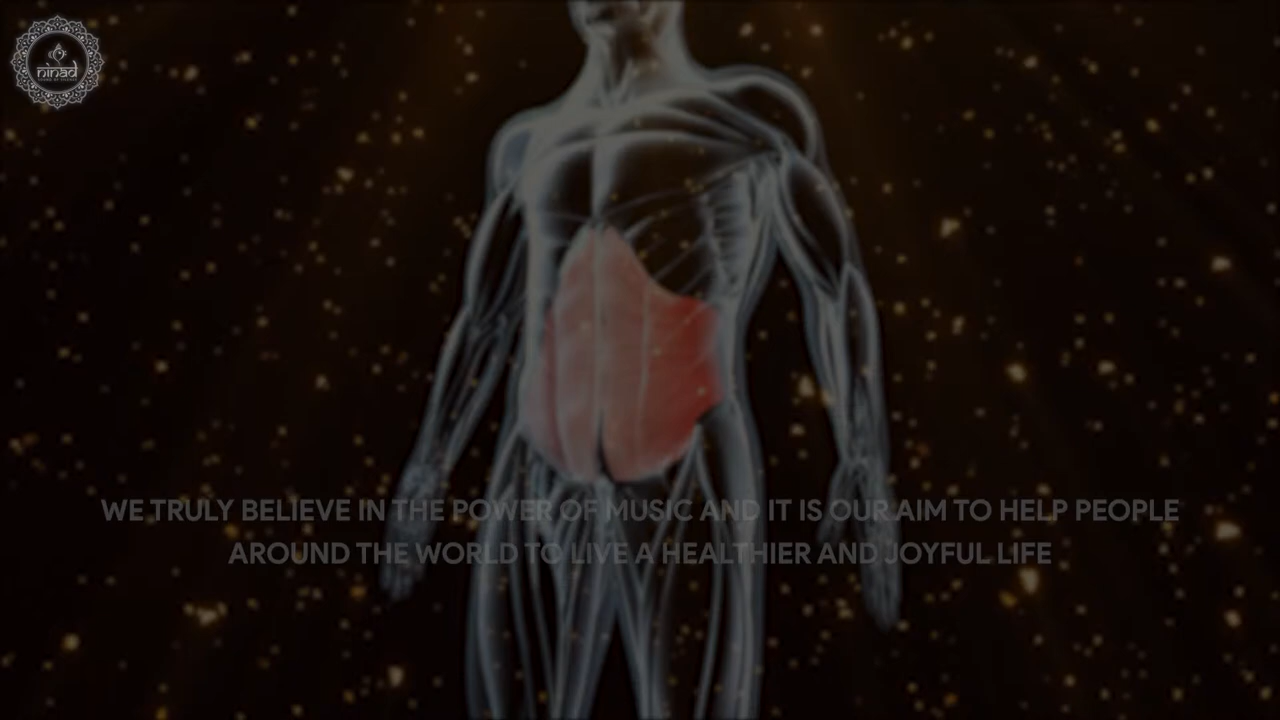 ninad
WE TRULY BELIEVE IN THE POWER OF MUSIC AND IT IS OUR AIM TO HELP PEOPLE
AROUND THE WORLD TO LIVE A HEALTHIER AND JOYFUL LIFE